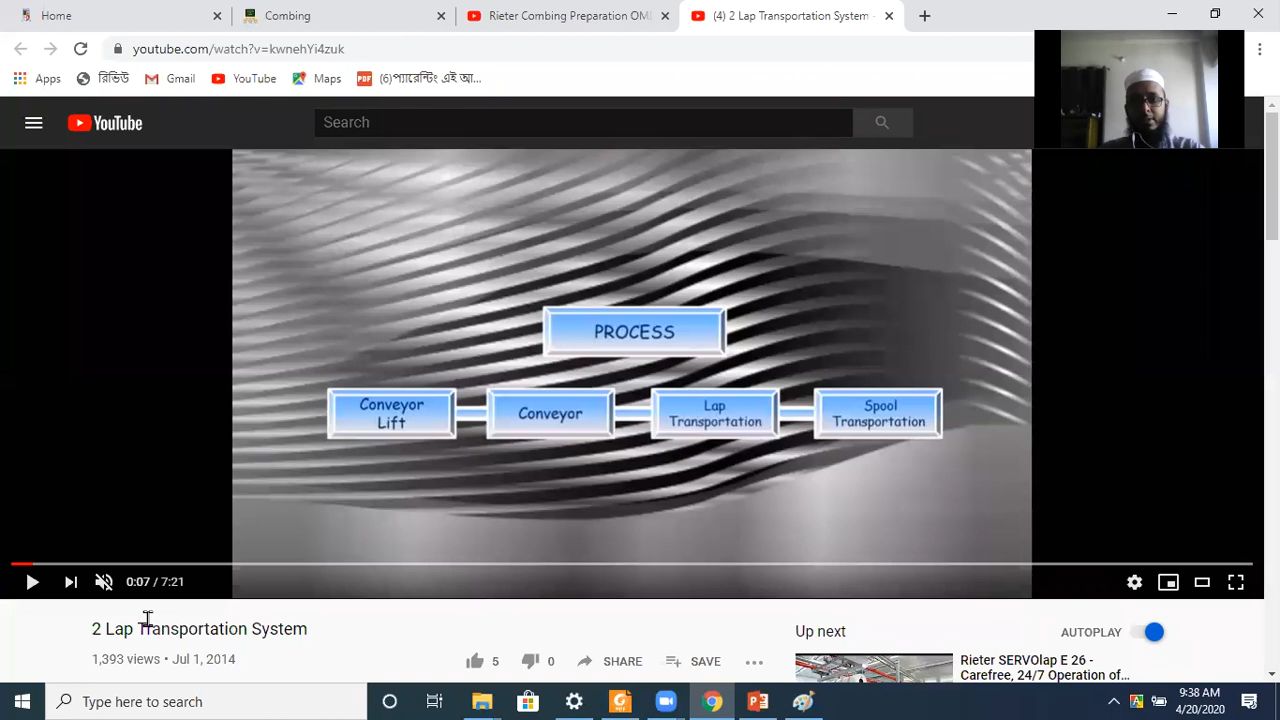 Home
Combing
Rieter Combing Preparation OM
(4) 2 Lap Transportation System -
youtube.com/watch?v=kwnehYi4zuk
Apps
রিভিউ
Gmail
YouTube
Maps
(6)প্যারেন্টিং এই আ...
YouTube
Search
PROCESS
Conveyor
Lift
Conveyor
Lap
Transportation
Spool
Transportation
0:07 / 7:21
2 Lap Transportation System
1,393 views • Jul 1, 2014
5
0
SHARE
SAVE
Up next
AUTOPLAY
Rieter SERVOlap E 26 -
Carefree, 24/7 Operation of...
Type here to search
9:38 AM
4/20/2020